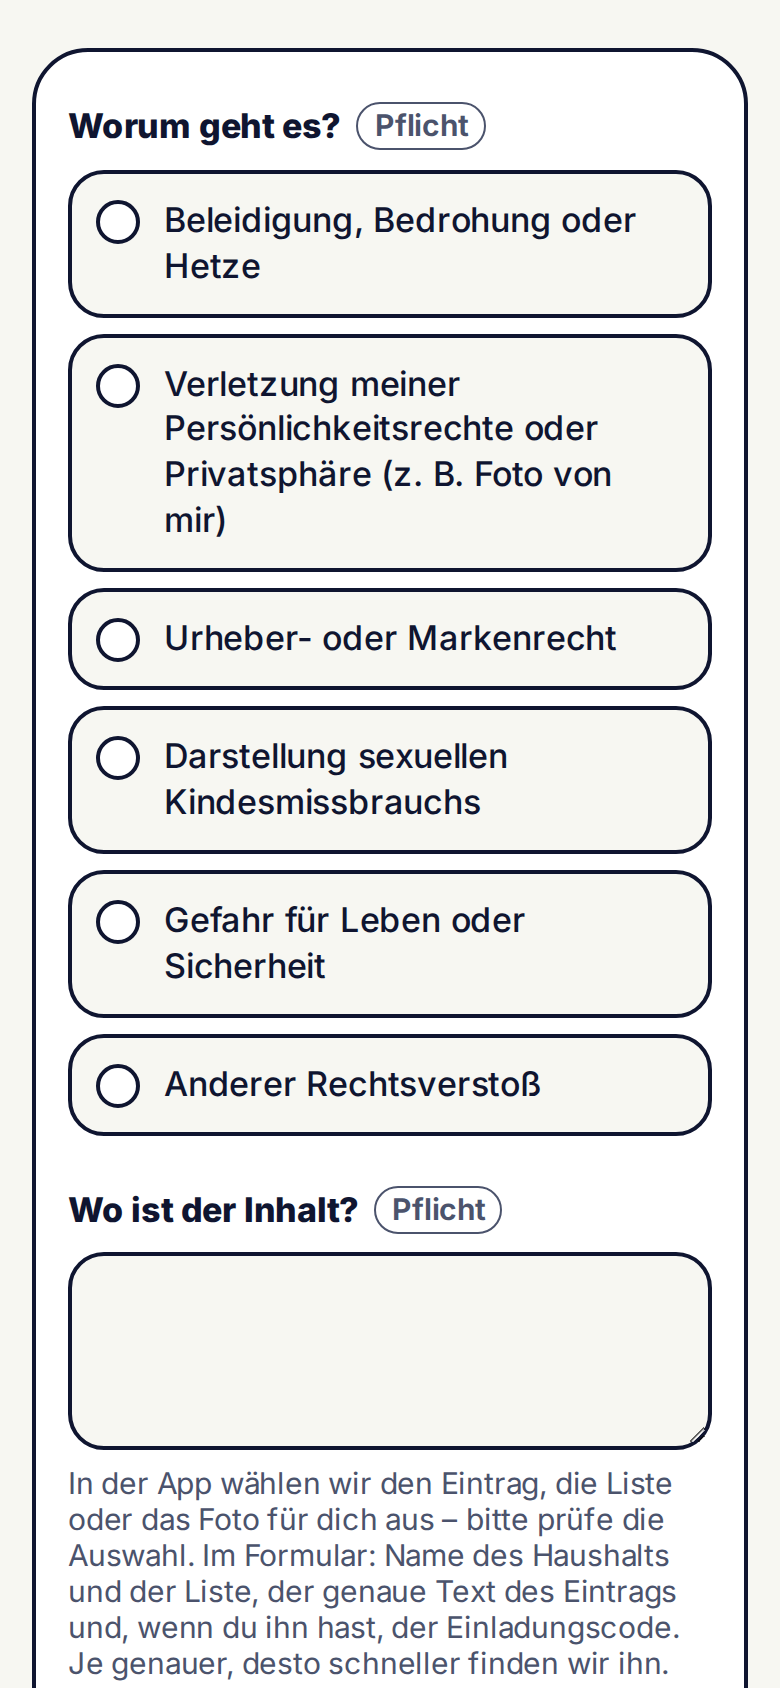 Worum geht es? Pflicht
Beleidigung, Bedrohung oder
Hetze
Verletzung meiner
Persönlichkeitsrechte oder
Privatsphäre (z. B. Foto von
mir)
Urheber- oder Markenrecht
Darstellung sexuellen
Kindesmissbrauchs
Gefahr für Leben oder
Sicherheit
Anderer Rechtsverstoß
Wo ist der Inhalt? Pflicht
In der App wählen wir den Eintrag, die Liste
oder das Foto für dich aus – bitte prüfe die
Auswahl. Im Formular: Name des Haushalts
und der Liste, der genaue Text des Eintrags
und, wenn du ihn hast, der Einladungscode.
Je genauer, desto schneller finden wir ihn.